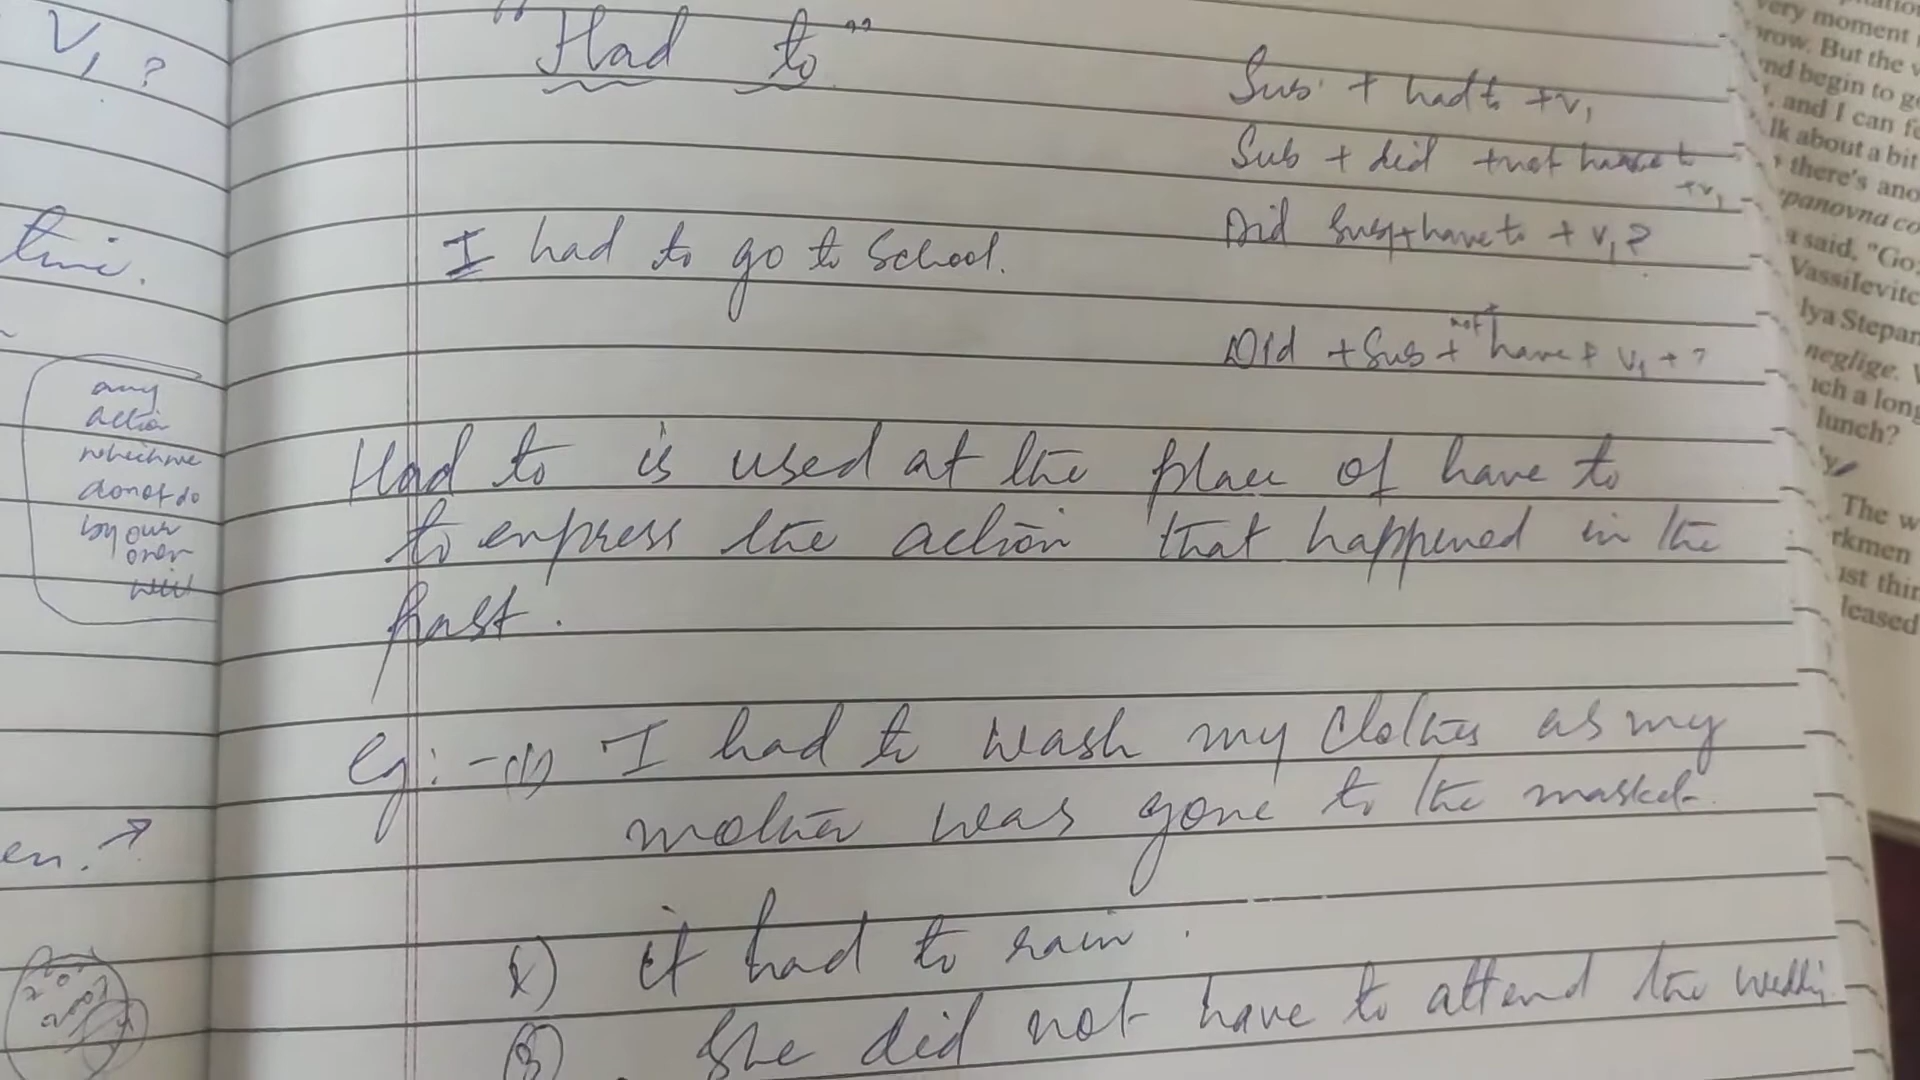 V1 ?
time.
any
action
which we
do not do
by our
own
will
en. ↗
"Had to"
Sub + had to + V1
Sub + did + not have to
+ V1
Did Sub + have to + V1 ?
I had to go to School.
not +
Did + Sub + have + V1 + ?
Had to is used at the place of have to
to express the action that happened in the
past.
eg: - (1) I had to wash my clothes as my
mother was gone to the market.
2) it had to rain.
(3). She did not have to attend the
very moment
row. But the
nd begin to
, and I can
lk about a bit
there's
panovna
said, "Go
Vassilevitc
lya Stepan
neglige.
ch a long
lunch?
The
rkmen
ust
leased